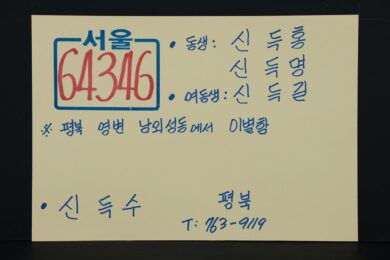 서울
64346
• 동생: 신득홍
신득명
• 여동생: 신득길
※ 평북 영변 남외성동에서 이별함
• 신득수 평북
T: 763-9119